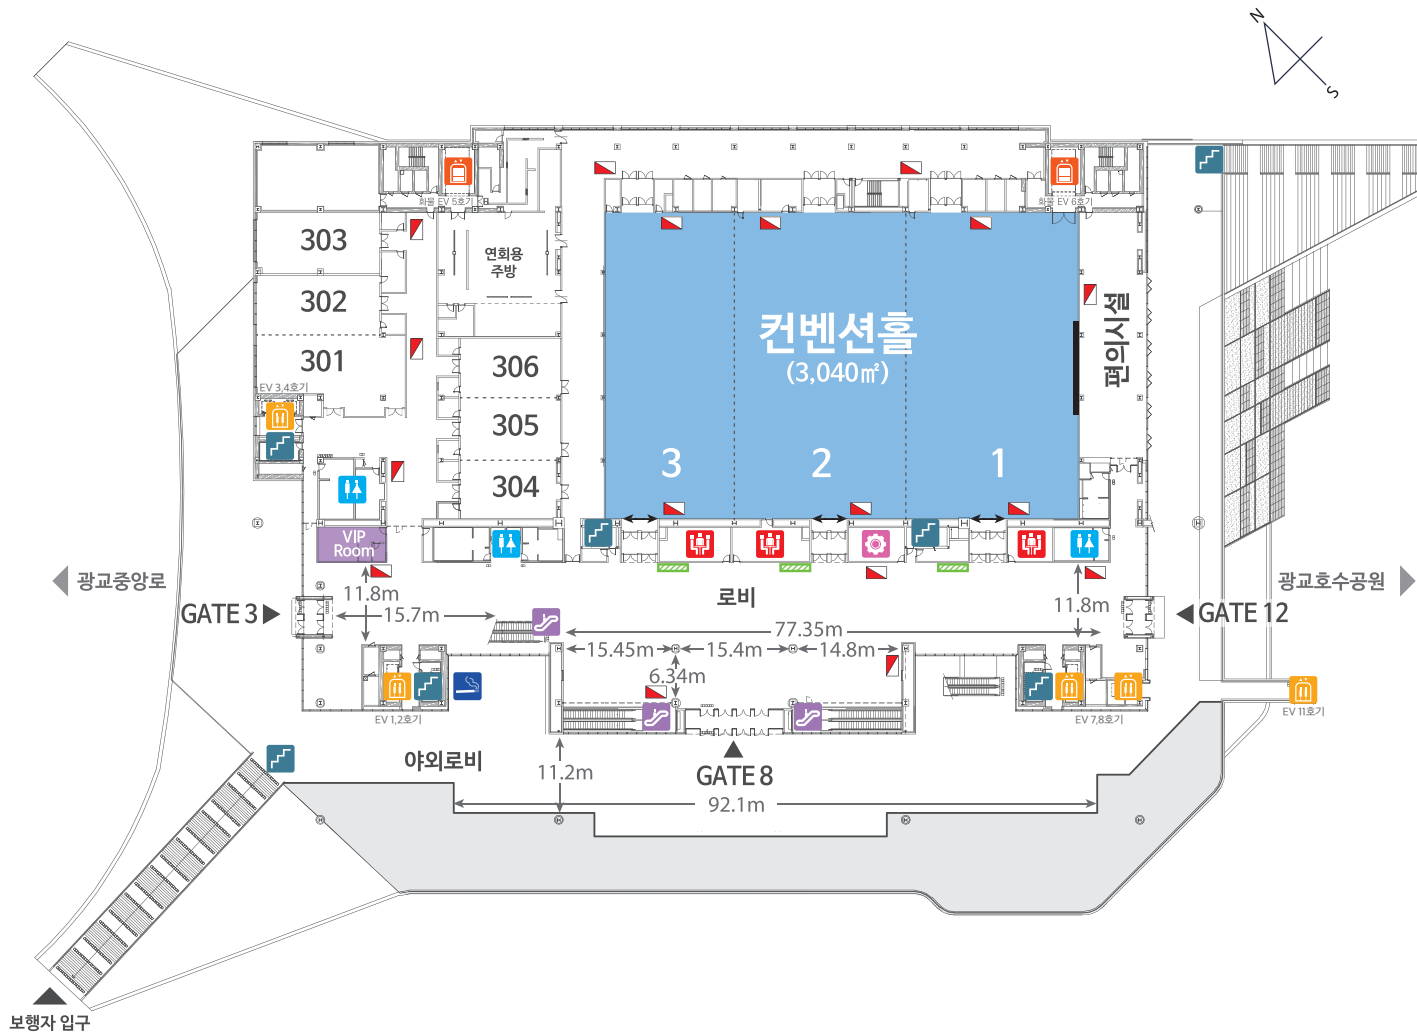 N
S
화물 EV 5호기
화물 EV 6호기
303
연회용
주방
302
컨벤션홀
(3,040㎡)
편의시설
301
306
EV 3,4호기
305
304
3
2
1
VIP
Room
광교중앙로
광교호수공원
11.8m
로비
11.8m
GATE 3
15.7m
GATE 12
77.35m
15.45m
15.4m
14.8m
6.34m
EV 1,2호기
EV 7,8호기
EV 11호기
야외로비
11.2m
GATE 8
92.1m
보행자 입구